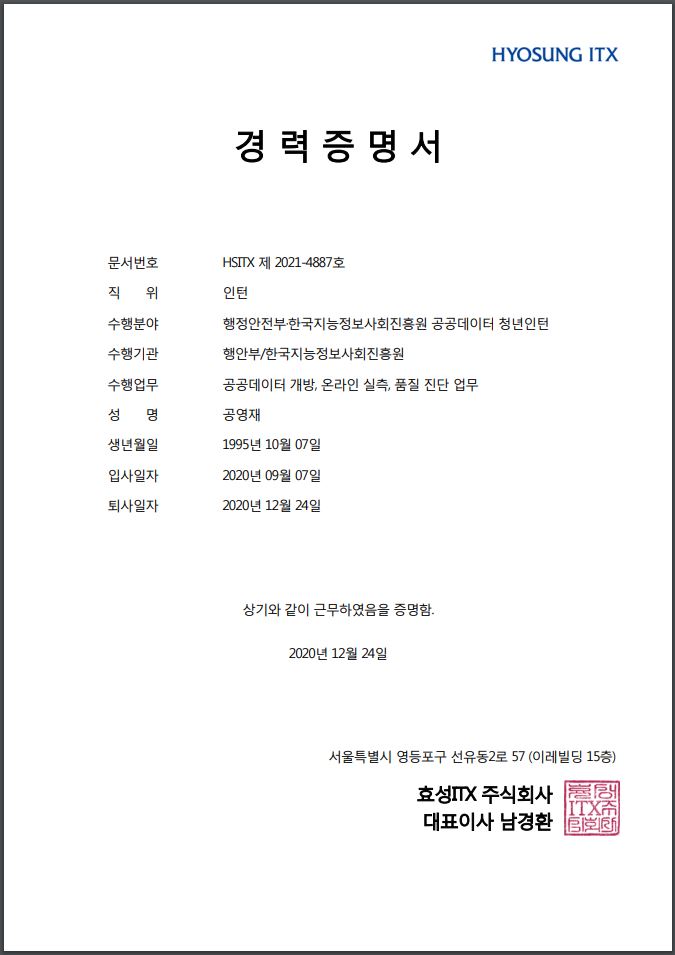 HYOSUNG ITX
경 력 증 명 서
문서번호 HSITX 제 2021-4887호
직 위 인턴
수행분야 행정안전부·한국지능정보사회진흥원 공공데이터 청년인턴
수행기관 행안부/한국지능정보사회진흥원
수행업무 공공데이터 개방, 온라인 실측, 품질 진단 업무
성 명 공영재
생년월일 1995년 10월 07일
입사일자 2020년 09월 07일
퇴사일자 2020년 12월 24일
상기와 같이 근무하였음을 증명함.
2020년 12월 24일
서울특별시 영등포구 선유동2로 57 (이레빌딩 15층)
효성ITX 주식회사
대표이사 남경환
ITX